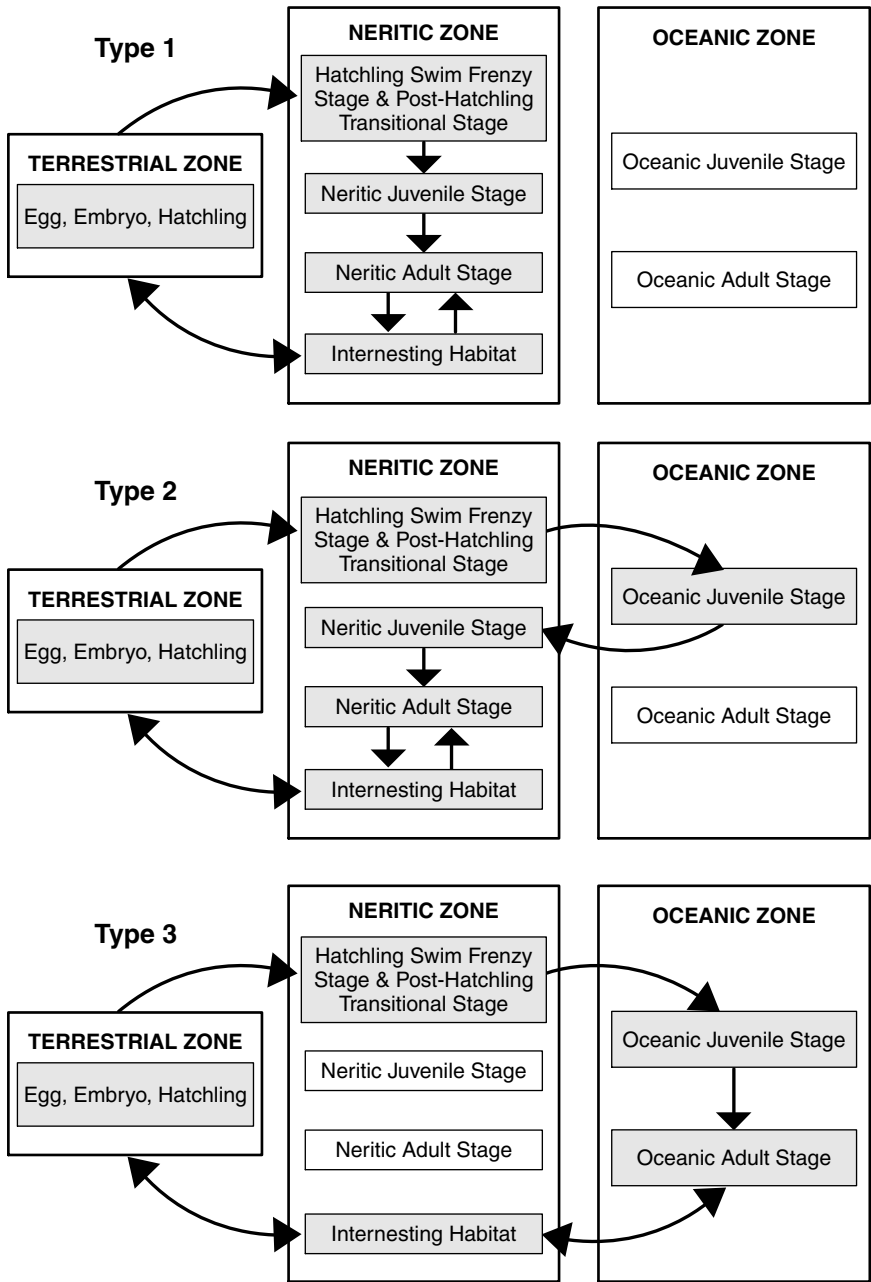 Type 1
TERRESTRIAL ZONE
Egg, Embryo, Hatchling
NERITIC ZONE
Hatchling Swim Frenzy
Stage & Post-Hatchling
Transitional Stage
Neritic Juvenile Stage
Neritic Adult Stage
Internesting Habitat
OCEANIC ZONE
Oceanic Juvenile Stage
Oceanic Adult Stage
Type 2
TERRESTRIAL ZONE
Egg, Embryo, Hatchling
NERITIC ZONE
Hatchling Swim Frenzy
Stage & Post-Hatchling
Transitional Stage
Neritic Juvenile Stage
Neritic Adult Stage
Internesting Habitat
OCEANIC ZONE
Oceanic Juvenile Stage
Oceanic Adult Stage
Type 3
TERRESTRIAL ZONE
Egg, Embryo, Hatchling
NERITIC ZONE
Hatchling Swim Frenzy
Stage & Post-Hatchling
Transitional Stage
Neritic Juvenile Stage
Neritic Adult Stage
Internesting Habitat
OCEANIC ZONE
Oceanic Juvenile Stage
Oceanic Adult Stage